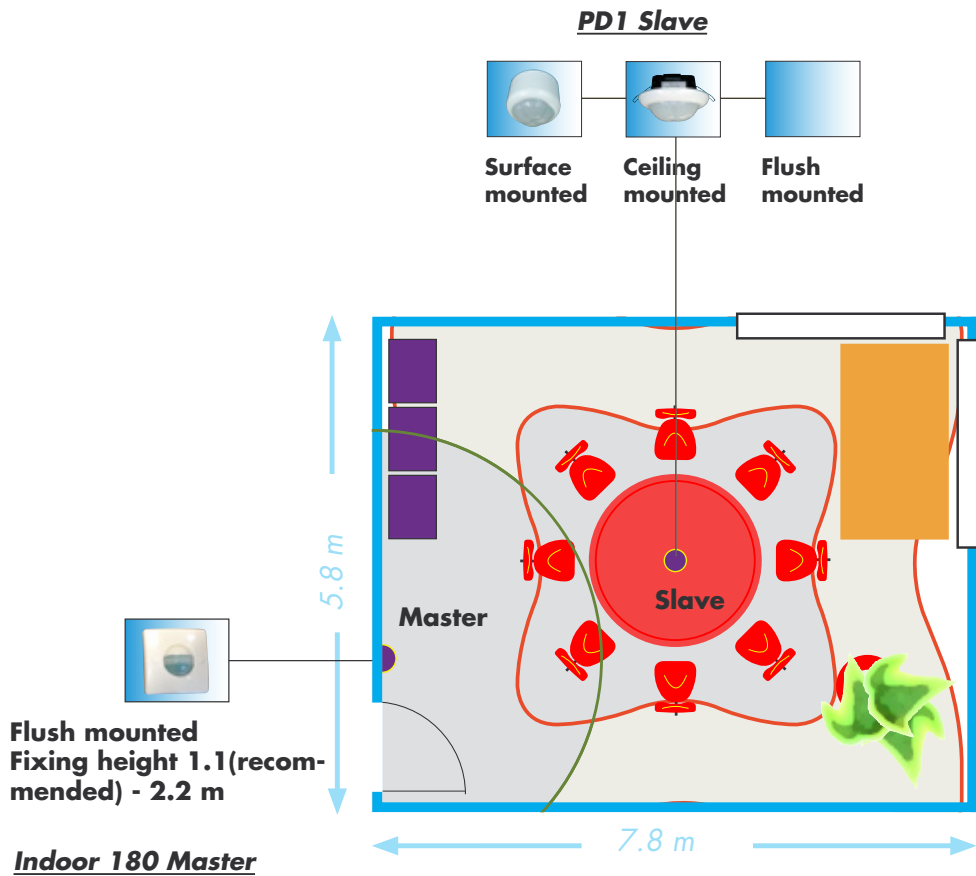 PD1 Slave
Surface
mounted
Ceiling
mounted
Flush
mounted
5.8 m
Master
Slave
Flush mounted
Fixing height 1.1(recom-
mended) - 2.2 m
7.8 m
Indoor 180 Master